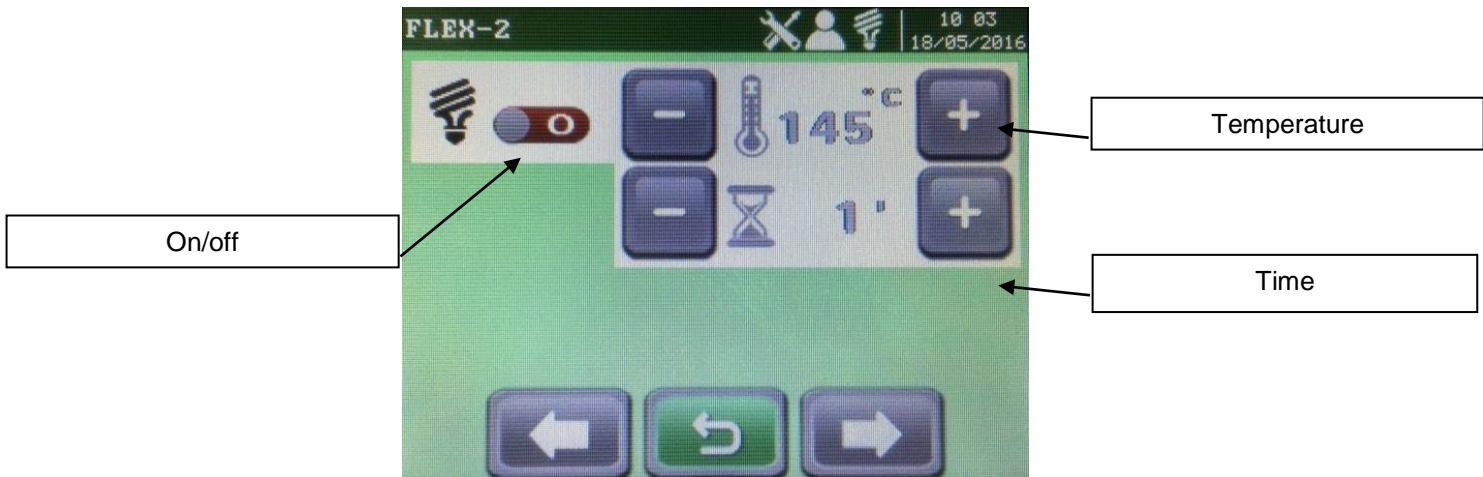 FLEX-2
10 03
18/05/2016
145 °C
1 '
On/off
Temperature
Time